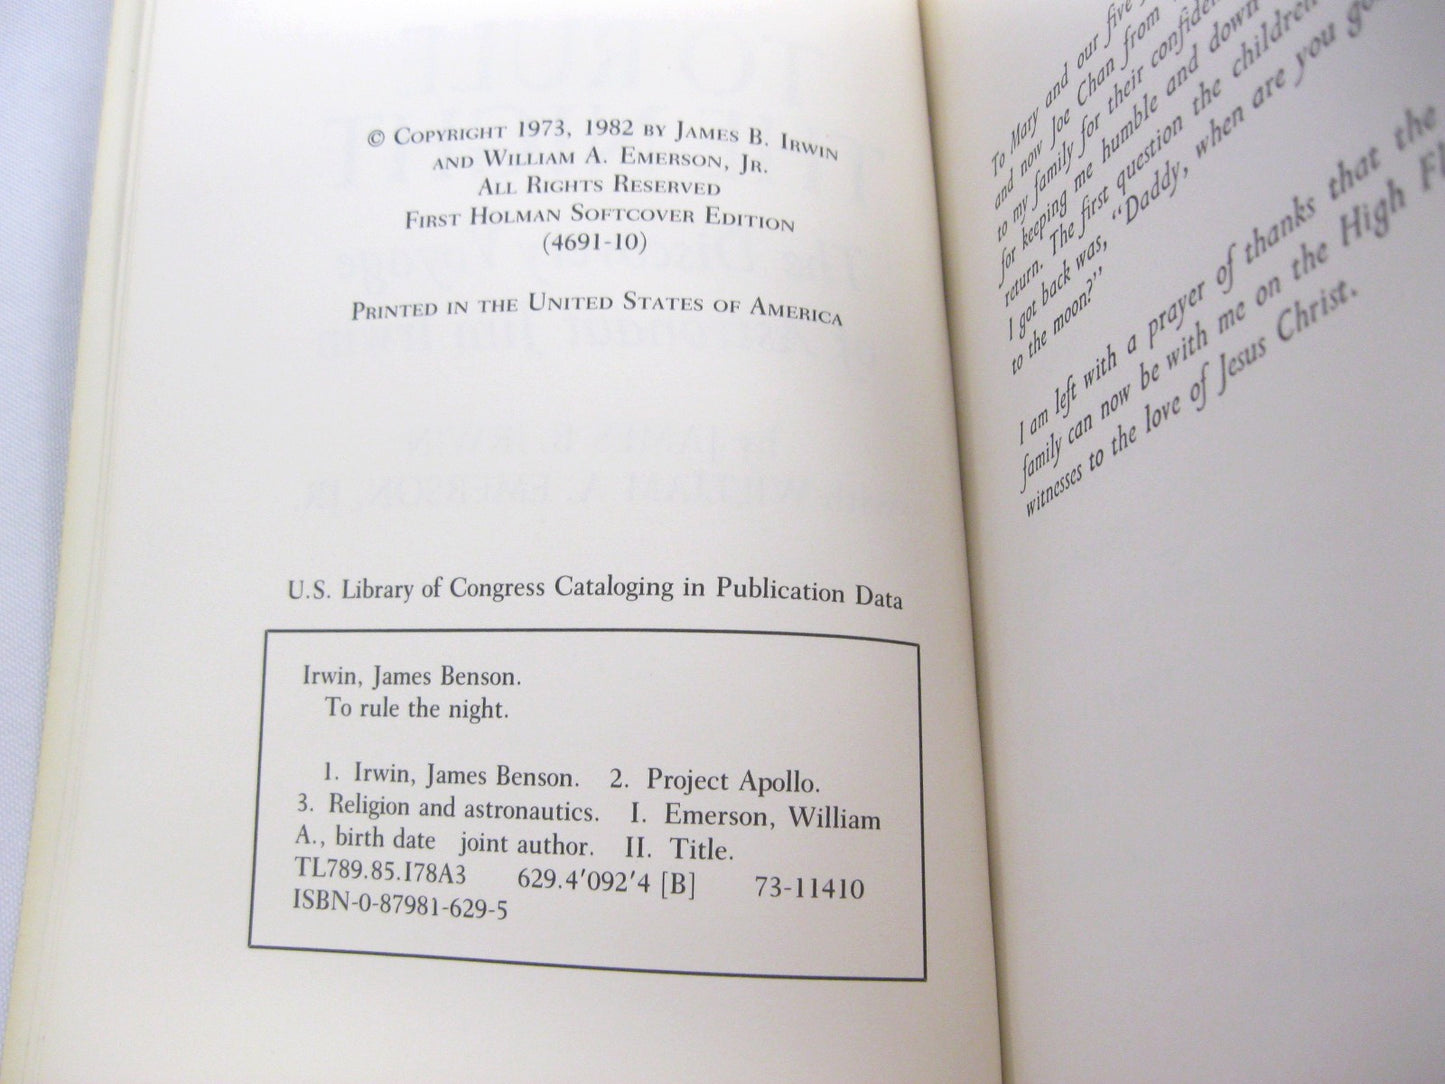 © Copyright 1973, 1982 by James B. Irwin
and William A. Emerson, Jr.
All Rights Reserved
First Holman Softcover Edition
(4691-10)
Printed in the United States of America
U.S. Library of Congress Cataloging in Publication Data
Irwin, James Benson.
To rule the night.
1. Irwin, James Benson. 2. Project Apollo.
3. Religion and astronautics. I. Emerson, William
A., birth date joint author. II. Title.
TL789.85.I78A3 629.4'092'4 [B] 73-11410
ISBN-0-87981-629-5
To Mary and our five
and now Joe Chan from
to my family for their
for keeping me humble and down
return. The first question the children
I got back was, "Daddy, when are you
to the moon?"
I am left with a prayer of thanks that the
family can now be with me on the High
witnesses to the love of Jesus Christ.